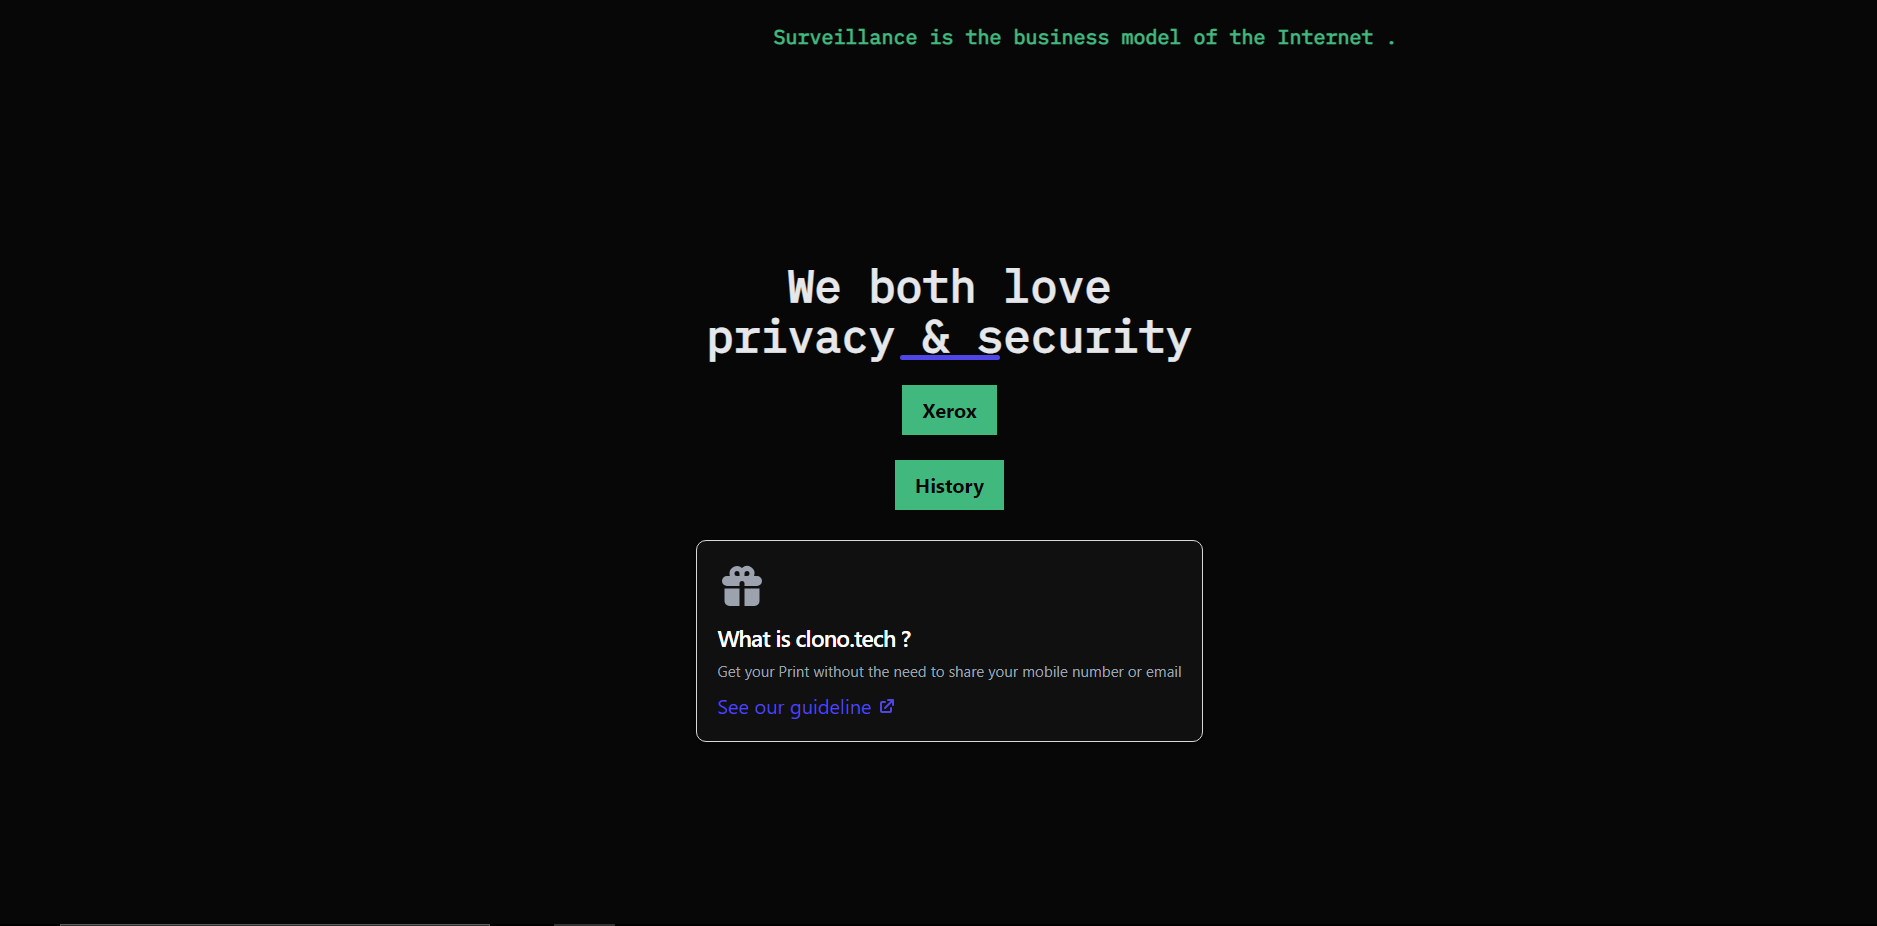 Surveillance is the business model of the Internet .
We both love
privacy & security
Xerox
History
What is clono.tech ?
Get your Print without the need to share your mobile number or email
See our guideline